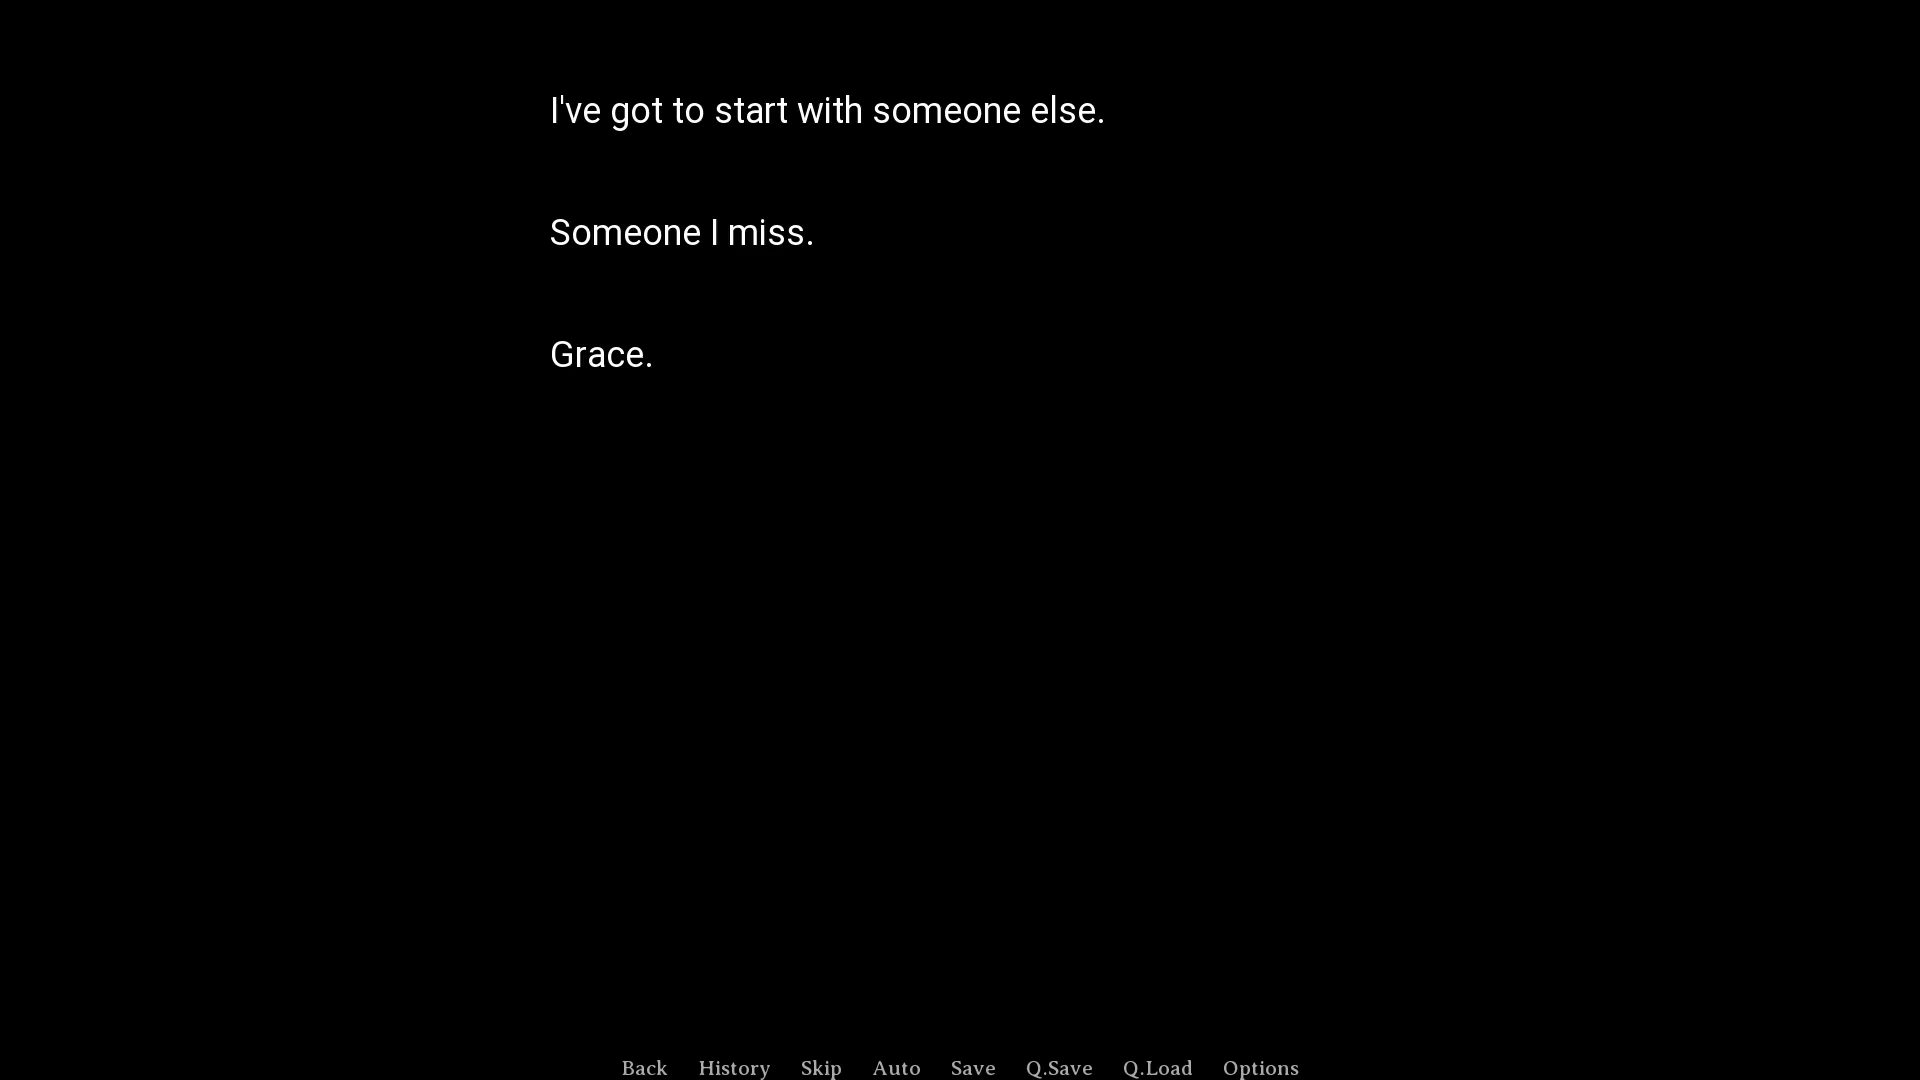 I've got to start with someone else.
Someone I miss.
Grace.
Back History Skip Auto Save Q.Save Q.Load Options